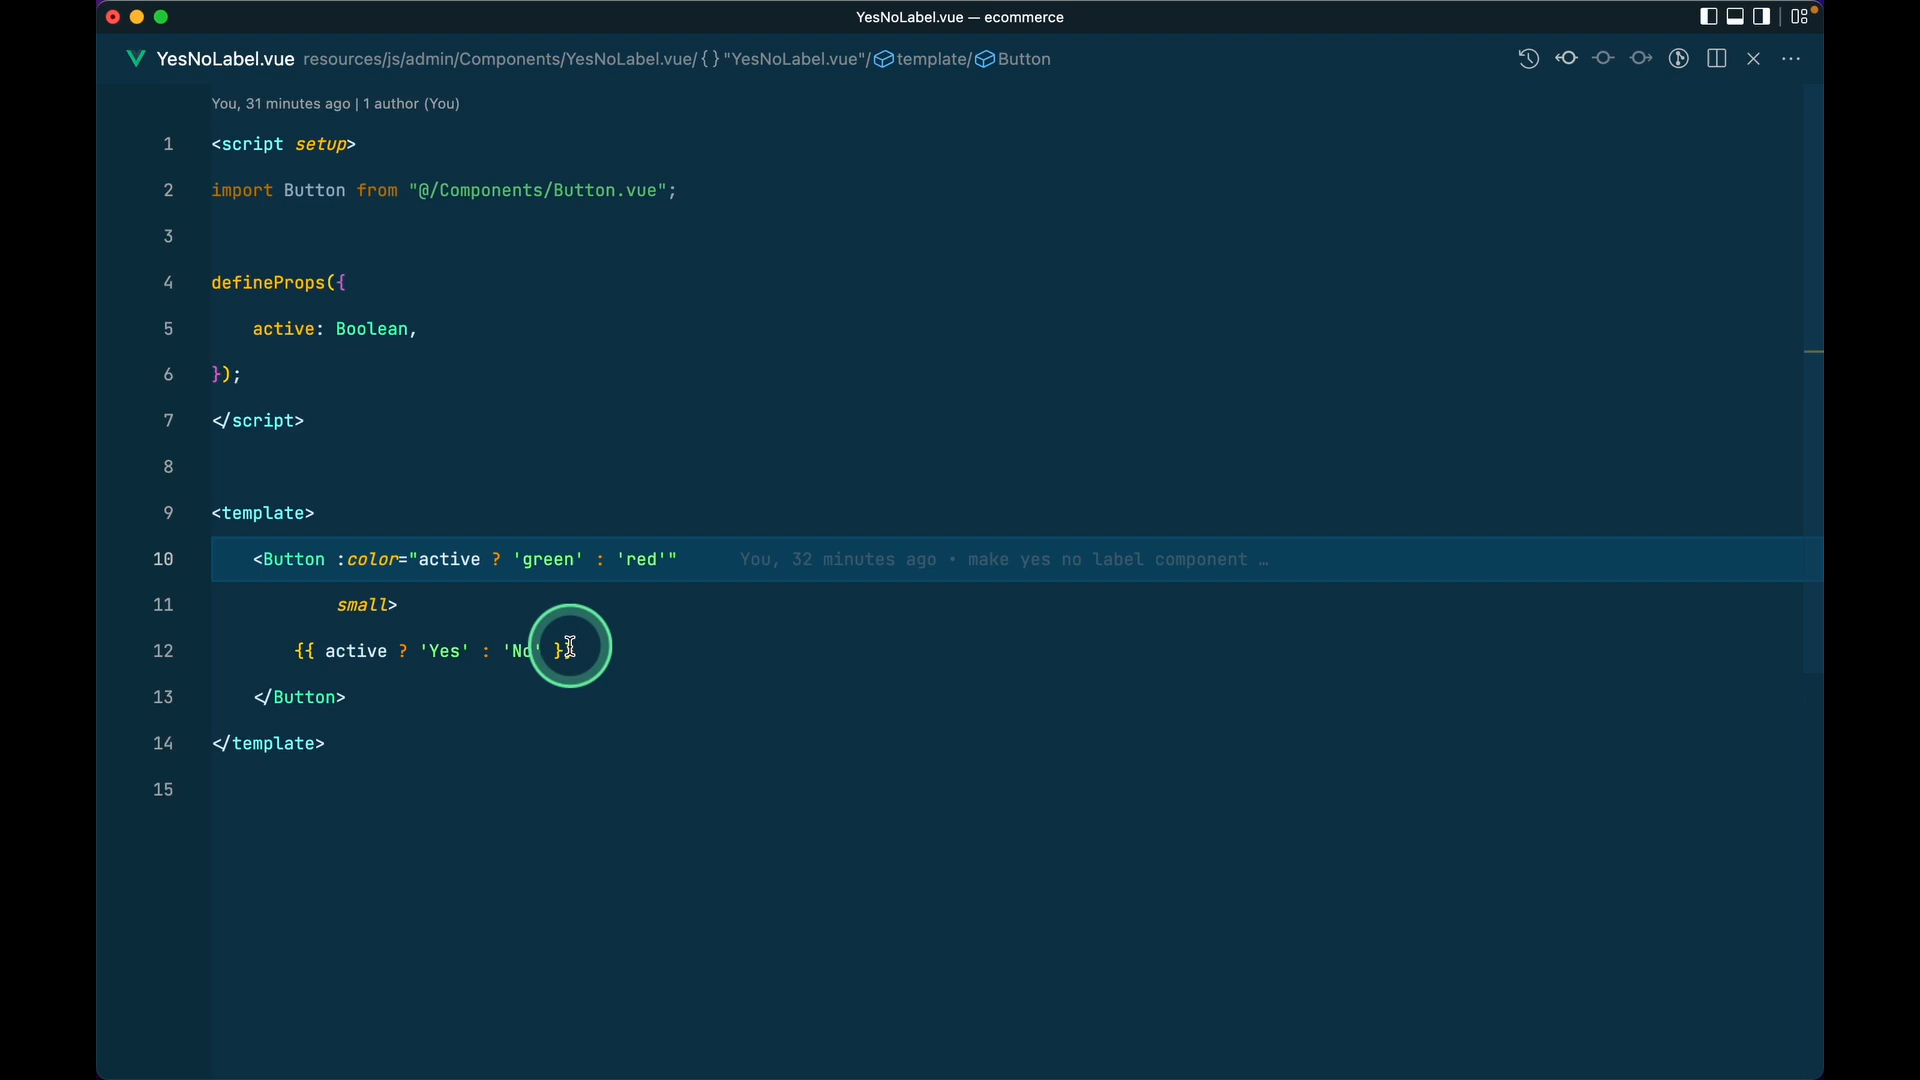 YesNoLabel.vue — ecommerce
YesNoLabel.vue resources/js/admin/Components/YesNoLabel.vue/{}"YesNoLabel.vue"/template/Button
You, 31 minutes ago | 1 author (You)
1 <script setup>
2 import Button from "@/Components/Button.vue";
3
4 defineProps({
5 active: Boolean,
6 });
7 </script>
8
9 <template>
10 <Button :color="active ? 'green' : 'red'" You, 32 minutes ago • make yes no label component …
11 small>
12 {{ active ? 'Yes' : 'No' }}
13 </Button>
14 </template>
15